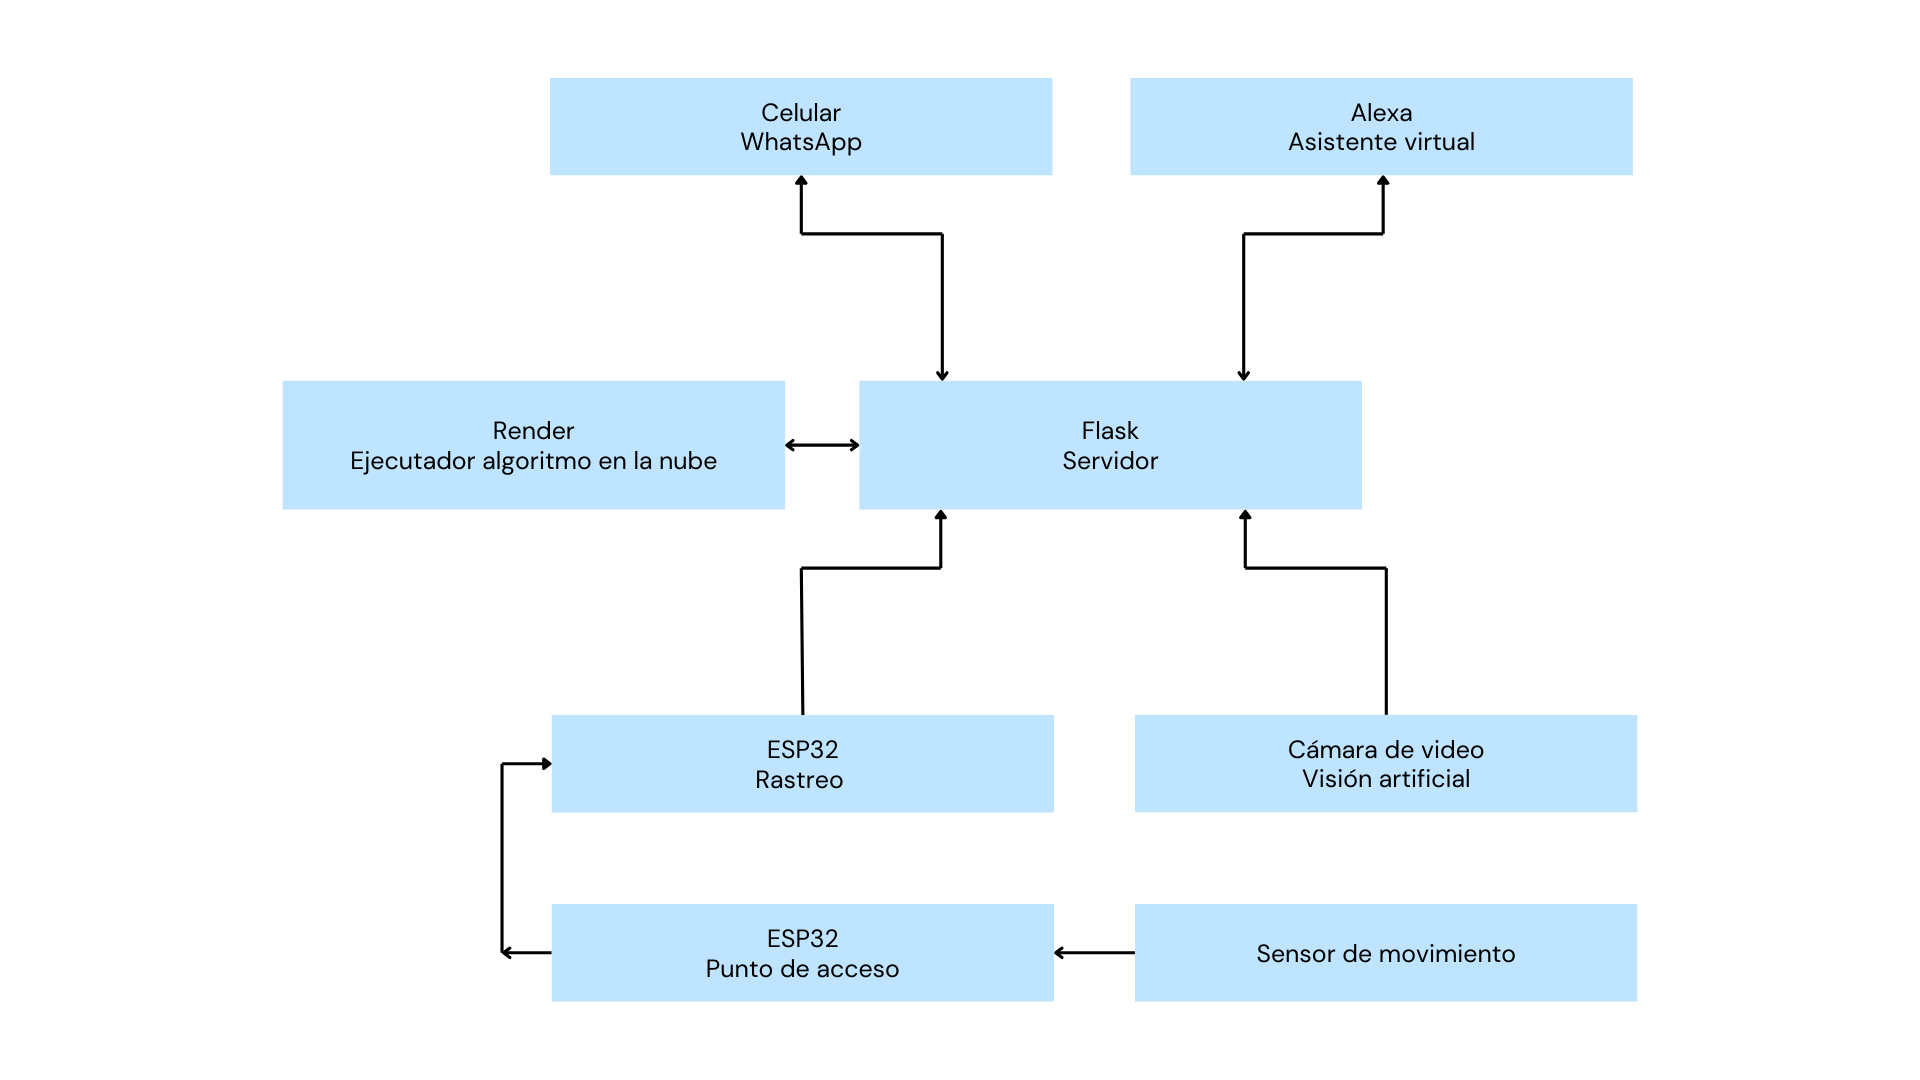 Celular
WhatsApp
Alexa
Asistente virtual
Render
Ejecutador algoritmo en la nube
Flask
Servidor
ESP32
Rastreo
Cámara de video
Visión artificial
ESP32
Punto de acceso
Sensor de movimiento